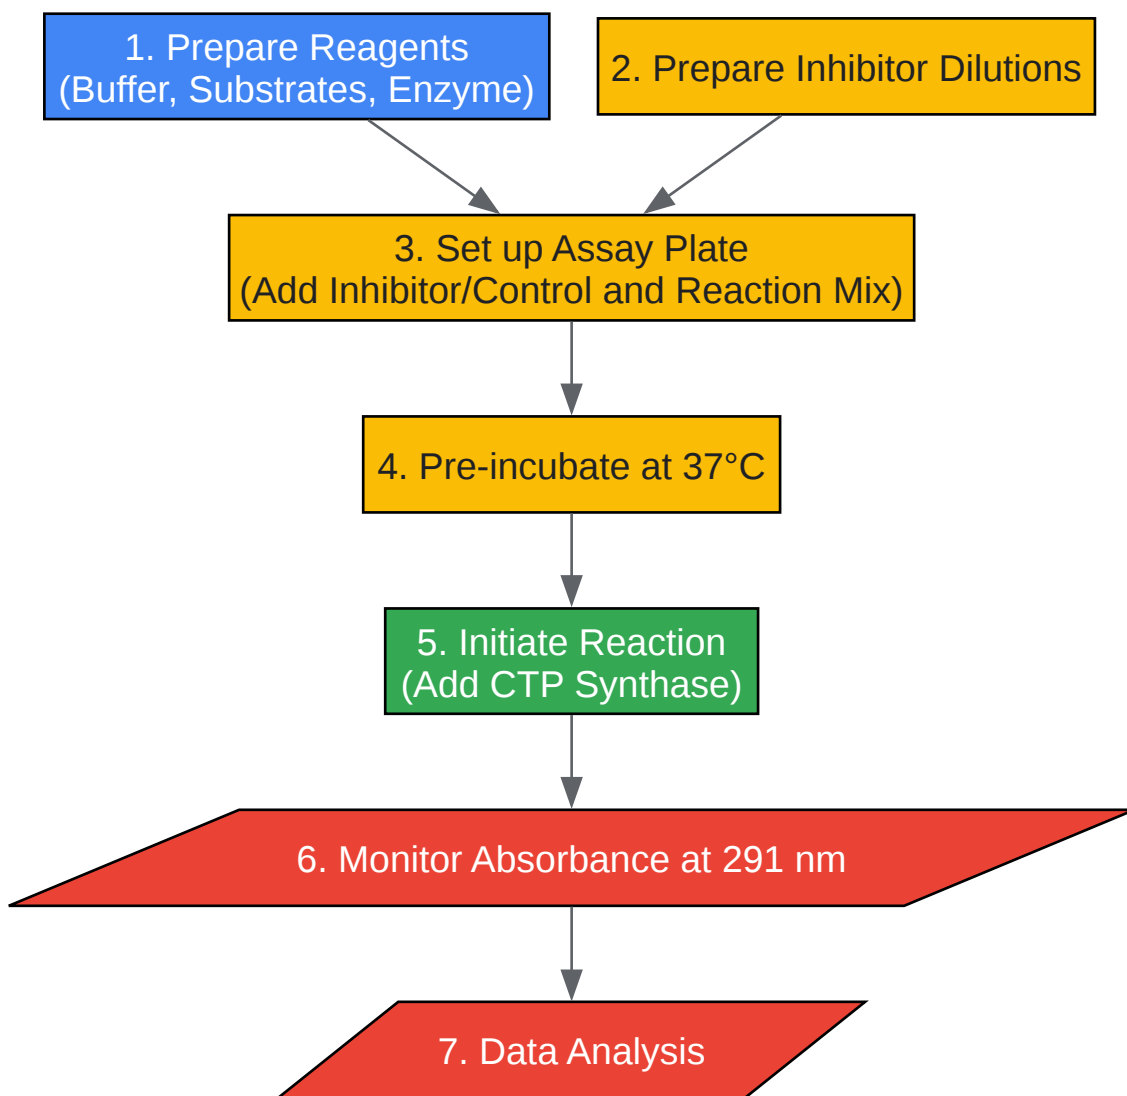 1. Prepare Reagents
(Buffer, Substrates, Enzyme)
2. Prepare Inhibitor Dilutions
3. Set up Assay Plate
(Add Inhibitor/Control and Reaction Mix)
4. Pre-incubate at 37°C
5. Initiate Reaction
(Add CTP Synthase)
6. Monitor Absorbance at 291 nm
7. Data Analysis